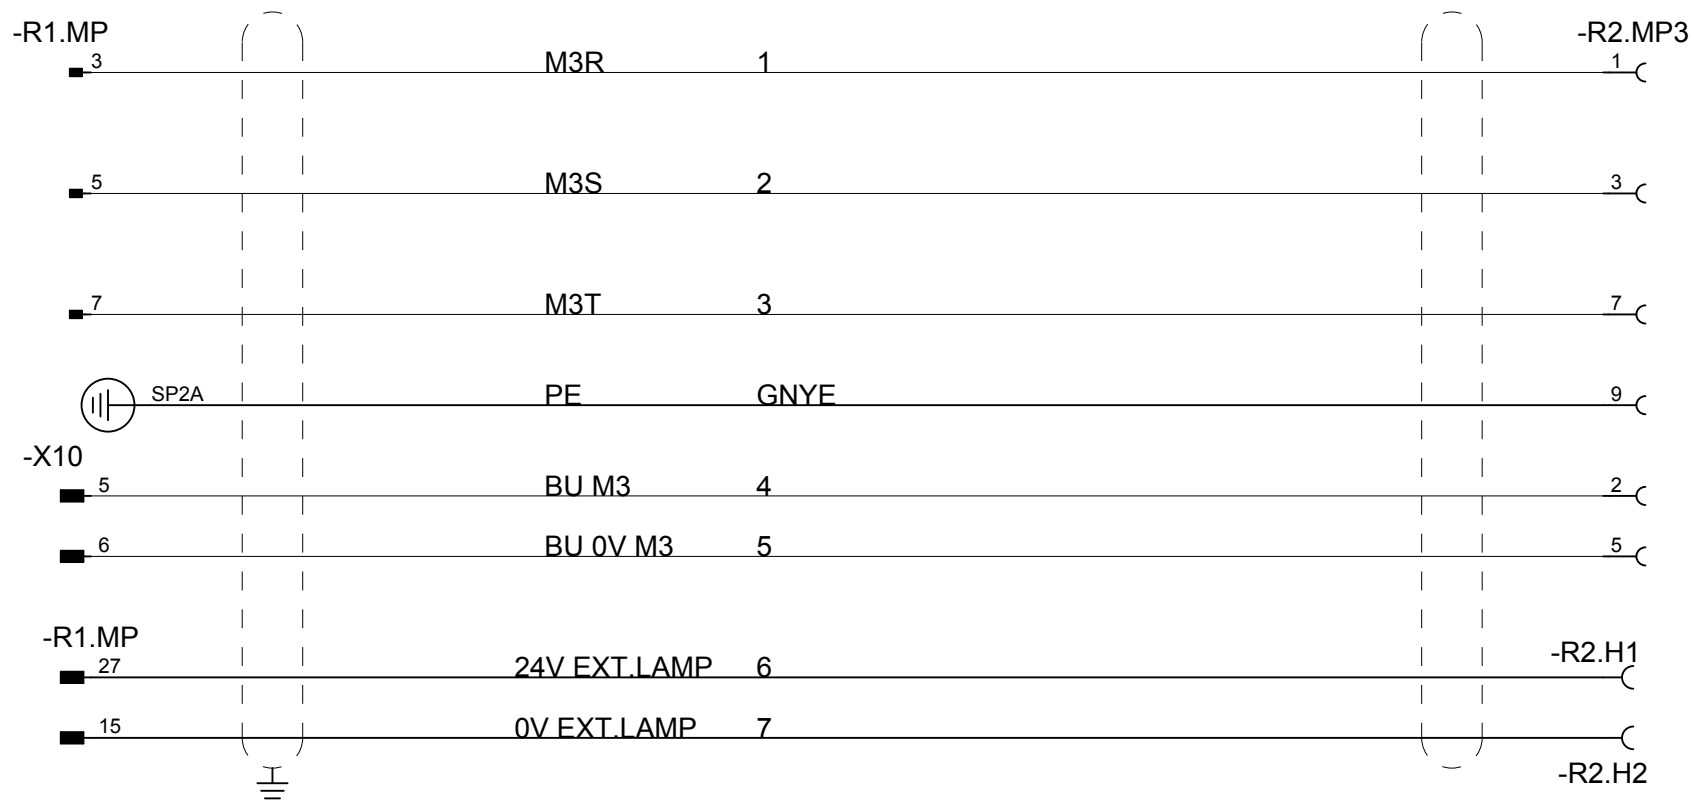 -R1.MP -R2.MP3
3 M3R 1 1
5 M3S 2 3
7 M3T 3 7
SP2A PE GNYE 9
-X10
5 BU M3 4 2
6 BU 0V M3 5 5
-R1.MP -R2.H1
27 24V EXT.LAMP 6
15 0V EXT.LAMP 7
-R2.H2